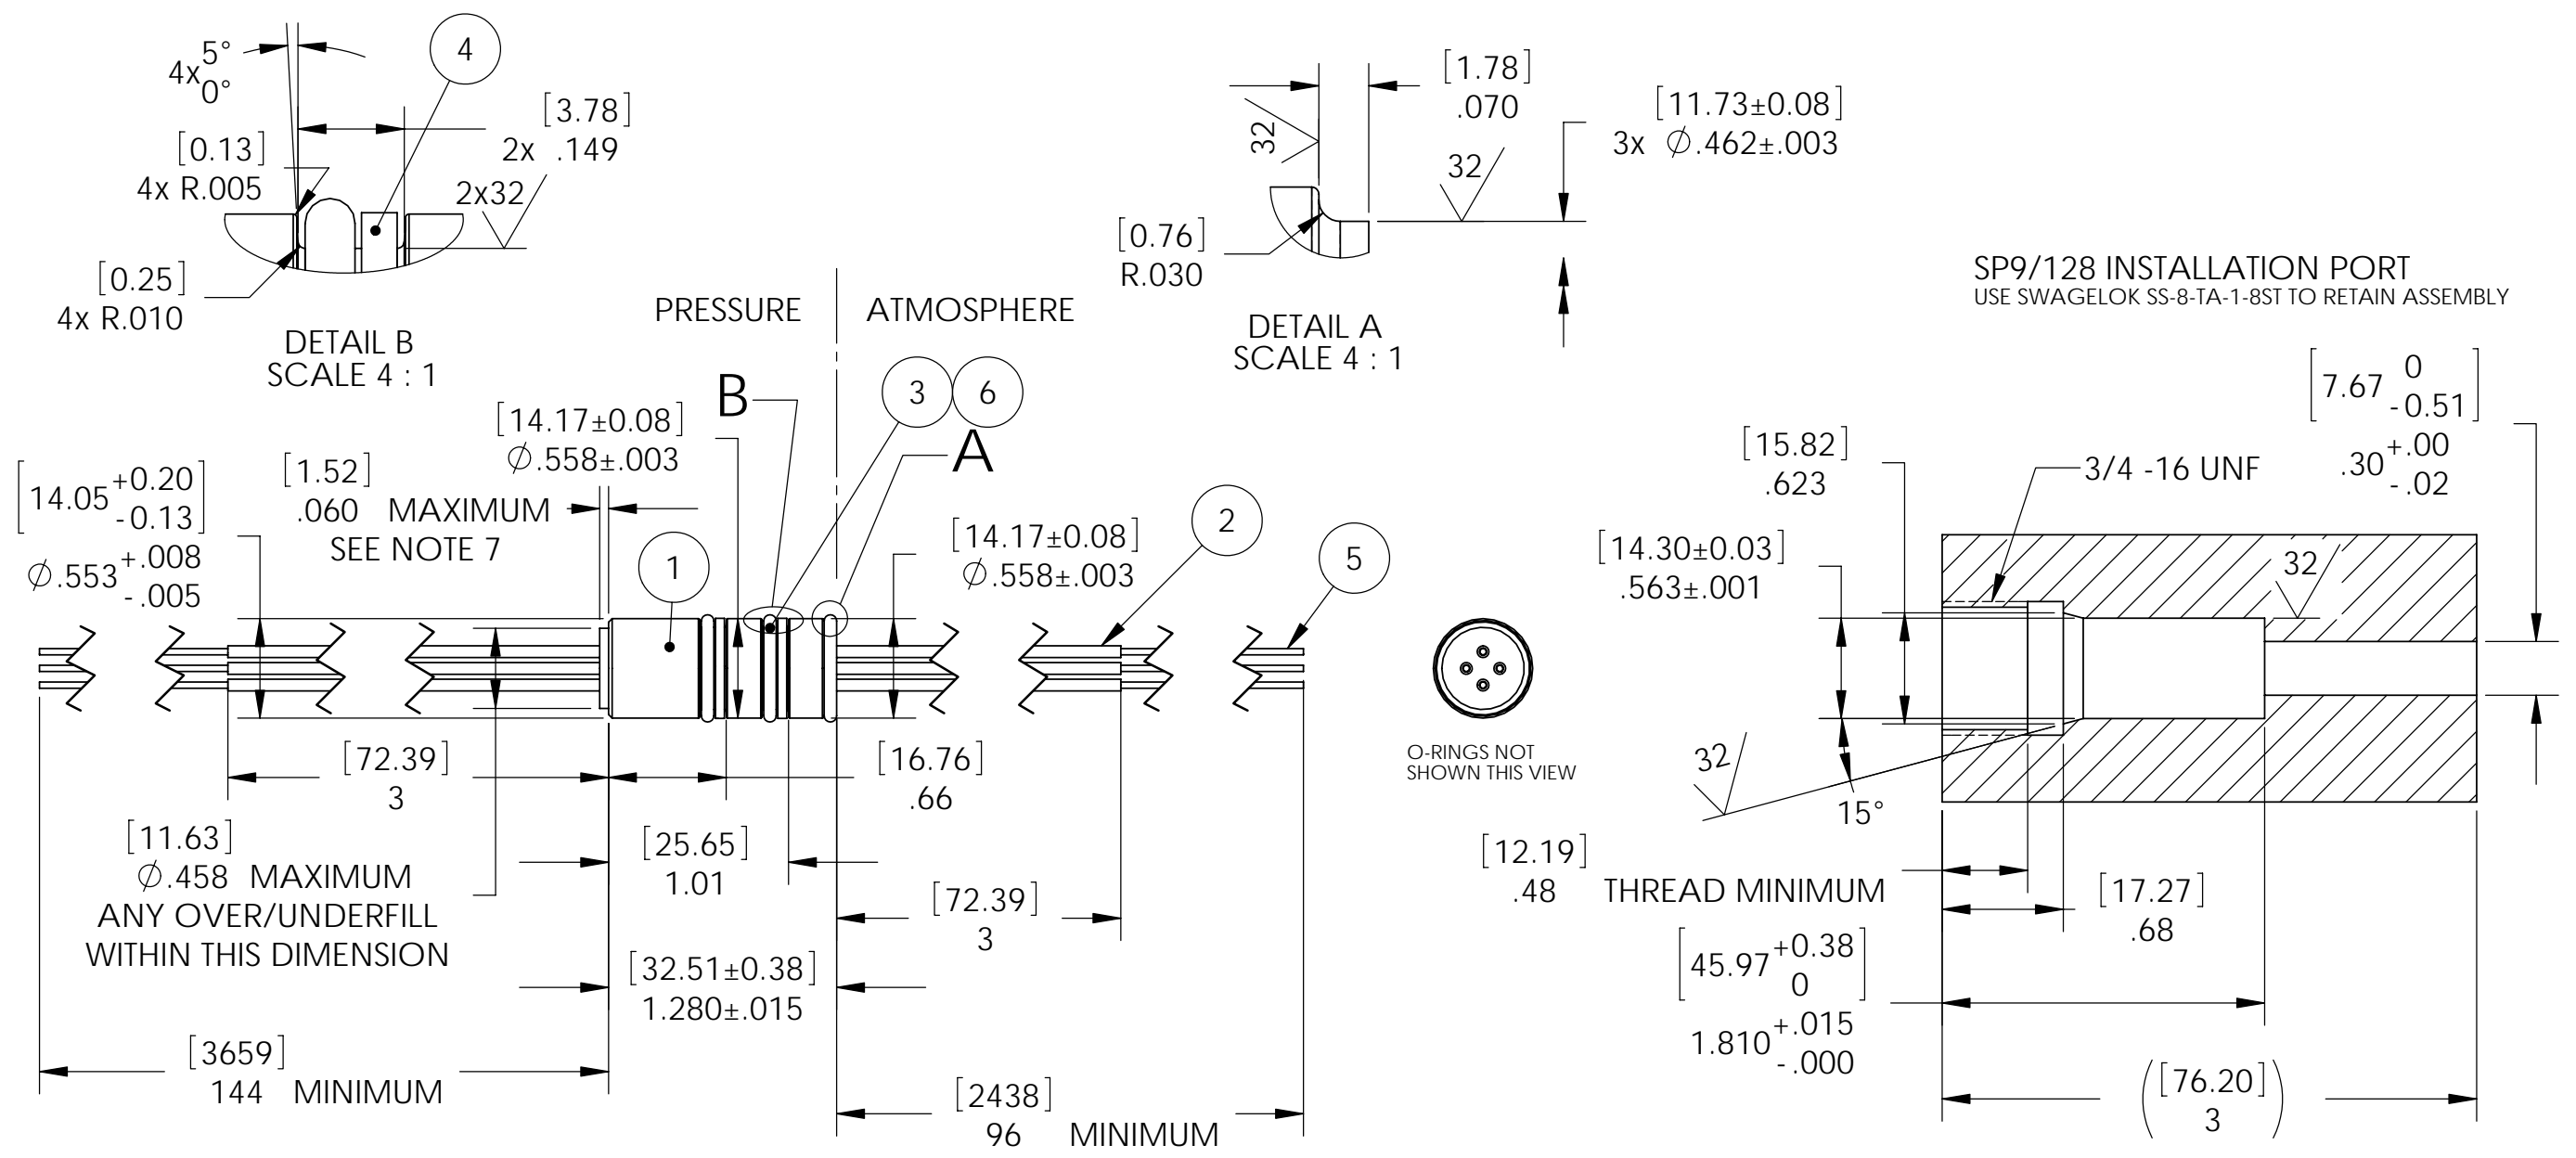 5°
4x
0°
4
[3.78]
2x .149
[0.13]
4x R.005
2x32
[0.25]
4x R.010
DETAIL B
SCALE 4 : 1
[1.78]
.070
32
[11.73±0.08]
3x ∅.462±.003
32
[0.76]
R.030
DETAIL A
SCALE 4 : 1
PRESSURE
ATMOSPHERE
SP9/128 INSTALLATION PORT
USE SWAGELOK SS-8-TA-1-8ST TO RETAIN ASSEMBLY
B
3
6
A
[14.17±0.08]
∅.558±.003
[1.52]
.060 MAXIMUM
SEE NOTE 7
[14.05 +0.20 -0.13]
∅.553 +.008 -.005
1
[14.17±0.08]
∅.558±.003
2
5
[15.82]
.623
3/4 -16 UNF
[7.67 0 -0.51]
.30 +.00 -.02
[14.30±0.03]
.563±.001
32
O-RINGS NOT
SHOWN THIS VIEW
32
15°
[72.39]
3
[16.76]
.66
[11.63]
∅.458 MAXIMUM
ANY OVER/UNDERFILL
WITHIN THIS DIMENSION
[25.65]
1.01
[72.39]
3
[32.51±0.38]
1.280±.015
[3659]
144 MINIMUM
[2438]
96 MINIMUM
[12.19]
.48 THREAD MINIMUM
[17.27]
.68
[45.97 +0.38 0]
1.810 +.015 -.000
([76.20]
3)